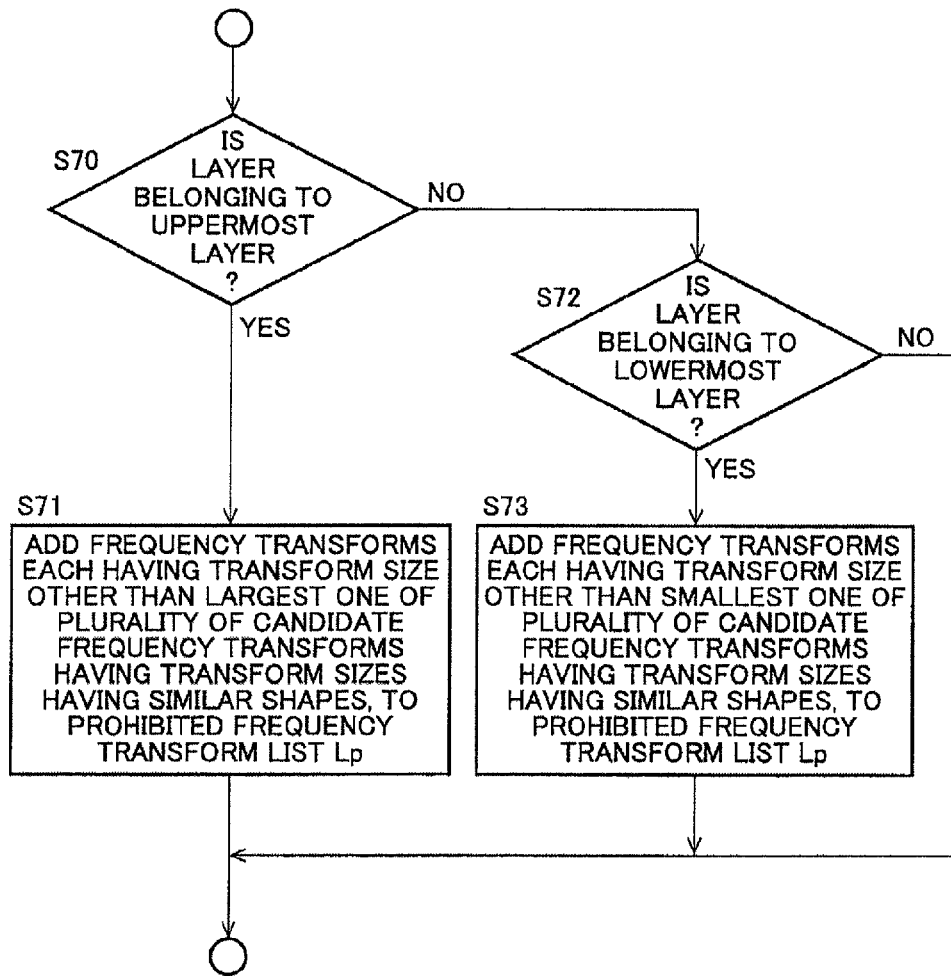 S70
IS
LAYER
BELONGING TO
UPPERMOST
LAYER
?
NO
YES
S72
IS
LAYER
BELONGING TO
LOWERMOST
LAYER
?
NO
YES
S71
ADD FREQUENCY TRANSFORMS
EACH HAVING TRANSFORM SIZE
OTHER THAN LARGEST ONE OF
PLURALITY OF CANDIDATE
FREQUENCY TRANSFORMS
HAVING TRANSFORM SIZES
HAVING SIMILAR SHAPES, TO
PROHIBITED FREQUENCY
TRANSFORM LIST Lp
S73
ADD FREQUENCY TRANSFORMS
EACH HAVING TRANSFORM SIZE
OTHER THAN SMALLEST ONE OF
PLURALITY OF CANDIDATE
FREQUENCY TRANSFORMS
HAVING TRANSFORM SIZES
HAVING SIMILAR SHAPES, TO
PROHIBITED FREQUENCY
TRANSFORM LIST Lp